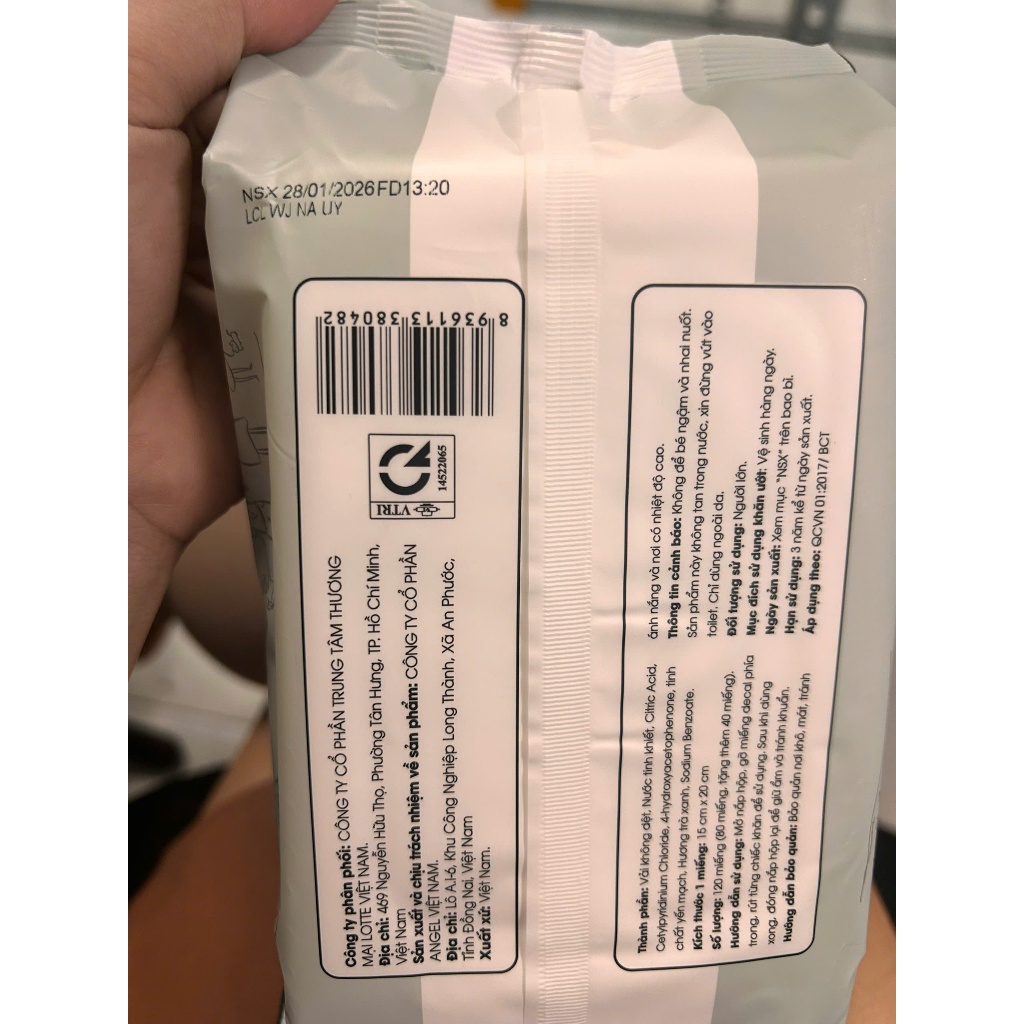 NSX 28/01/2026FD13:20
LCL WJ NA UY
8 936113 380482
VTRI
14522065
Công ty phân phối: CÔNG TY CỔ PHẦN TRUNG TÂM THƯƠNG
MẠI LOTTE VIỆT NAM.
Địa chỉ: 469 Nguyễn Hữu Thọ, Phường Tân Hưng, TP. Hồ Chí Minh,
Việt Nam
Sản xuất và chịu trách nhiệm về sản phẩm: CÔNG TY CỔ PHẦN
ANGEL VIỆT NAM.
Địa chỉ: Lô A.I-6, Khu Công Nghiệp Long Thành, Xã An Phước,
Tỉnh Đồng Nai, Việt Nam
Xuất xứ: Việt Nam.
Thành phần: Vải không dệt, Nước tinh khiết, Citric Acid,
Cetylpyridinium Chloride, 4-hydroxyacetophenone, tinh
chất yến mạch, Hương trà xanh, Sodium Benzoate.
Kích thước 1 miếng: 15 cm x 20 cm
Số lượng: 120 miếng (80 miếng, tặng thêm 40 miếng).
Hướng dẫn sử dụng: Mở nắp hộp, gỡ miếng decal phía
trong, rút từng chiếc khăn để sử dụng. Sau khi dùng
xong, đóng nắp hộp lại để giữ ẩm và tránh khuẩn.
Hướng dẫn bảo quản: Bảo quản nơi khô, mát, tránh
ánh nắng và nơi có nhiệt độ cao.
Thông tin cảnh báo: Không để bé ngậm và nhai nuốt.
Sản phẩm này không tan trong nước, xin đừng vứt vào
toilet. Chỉ dùng ngoài da.
Đối tượng sử dụng: Người lớn.
Mục đích sử dụng khăn ướt: Vệ sinh hàng ngày.
Ngày sản xuất: Xem mục "NSX" trên bao bì.
Hạn sử dụng: 3 năm kể từ ngày sản xuất.
Áp dụng theo: QCVN 01:2017/ BCT